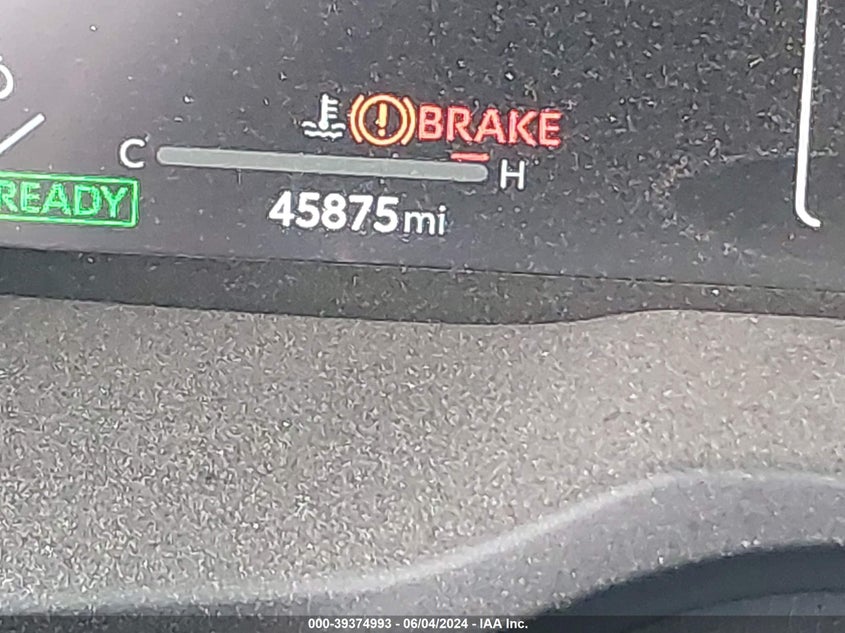 BRAKE
C H
READY
45875mi
000-39374993 - 06/04/2024 - IAA Inc.